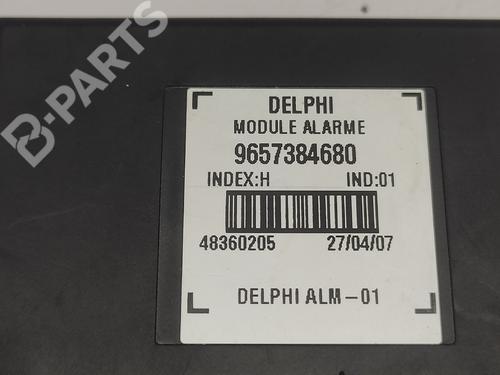 B-PARTS
DELPHI
MODULE ALARME
9657384680
INDEX:H IND:01
48360205 27/04/07
DELPHI ALM-01